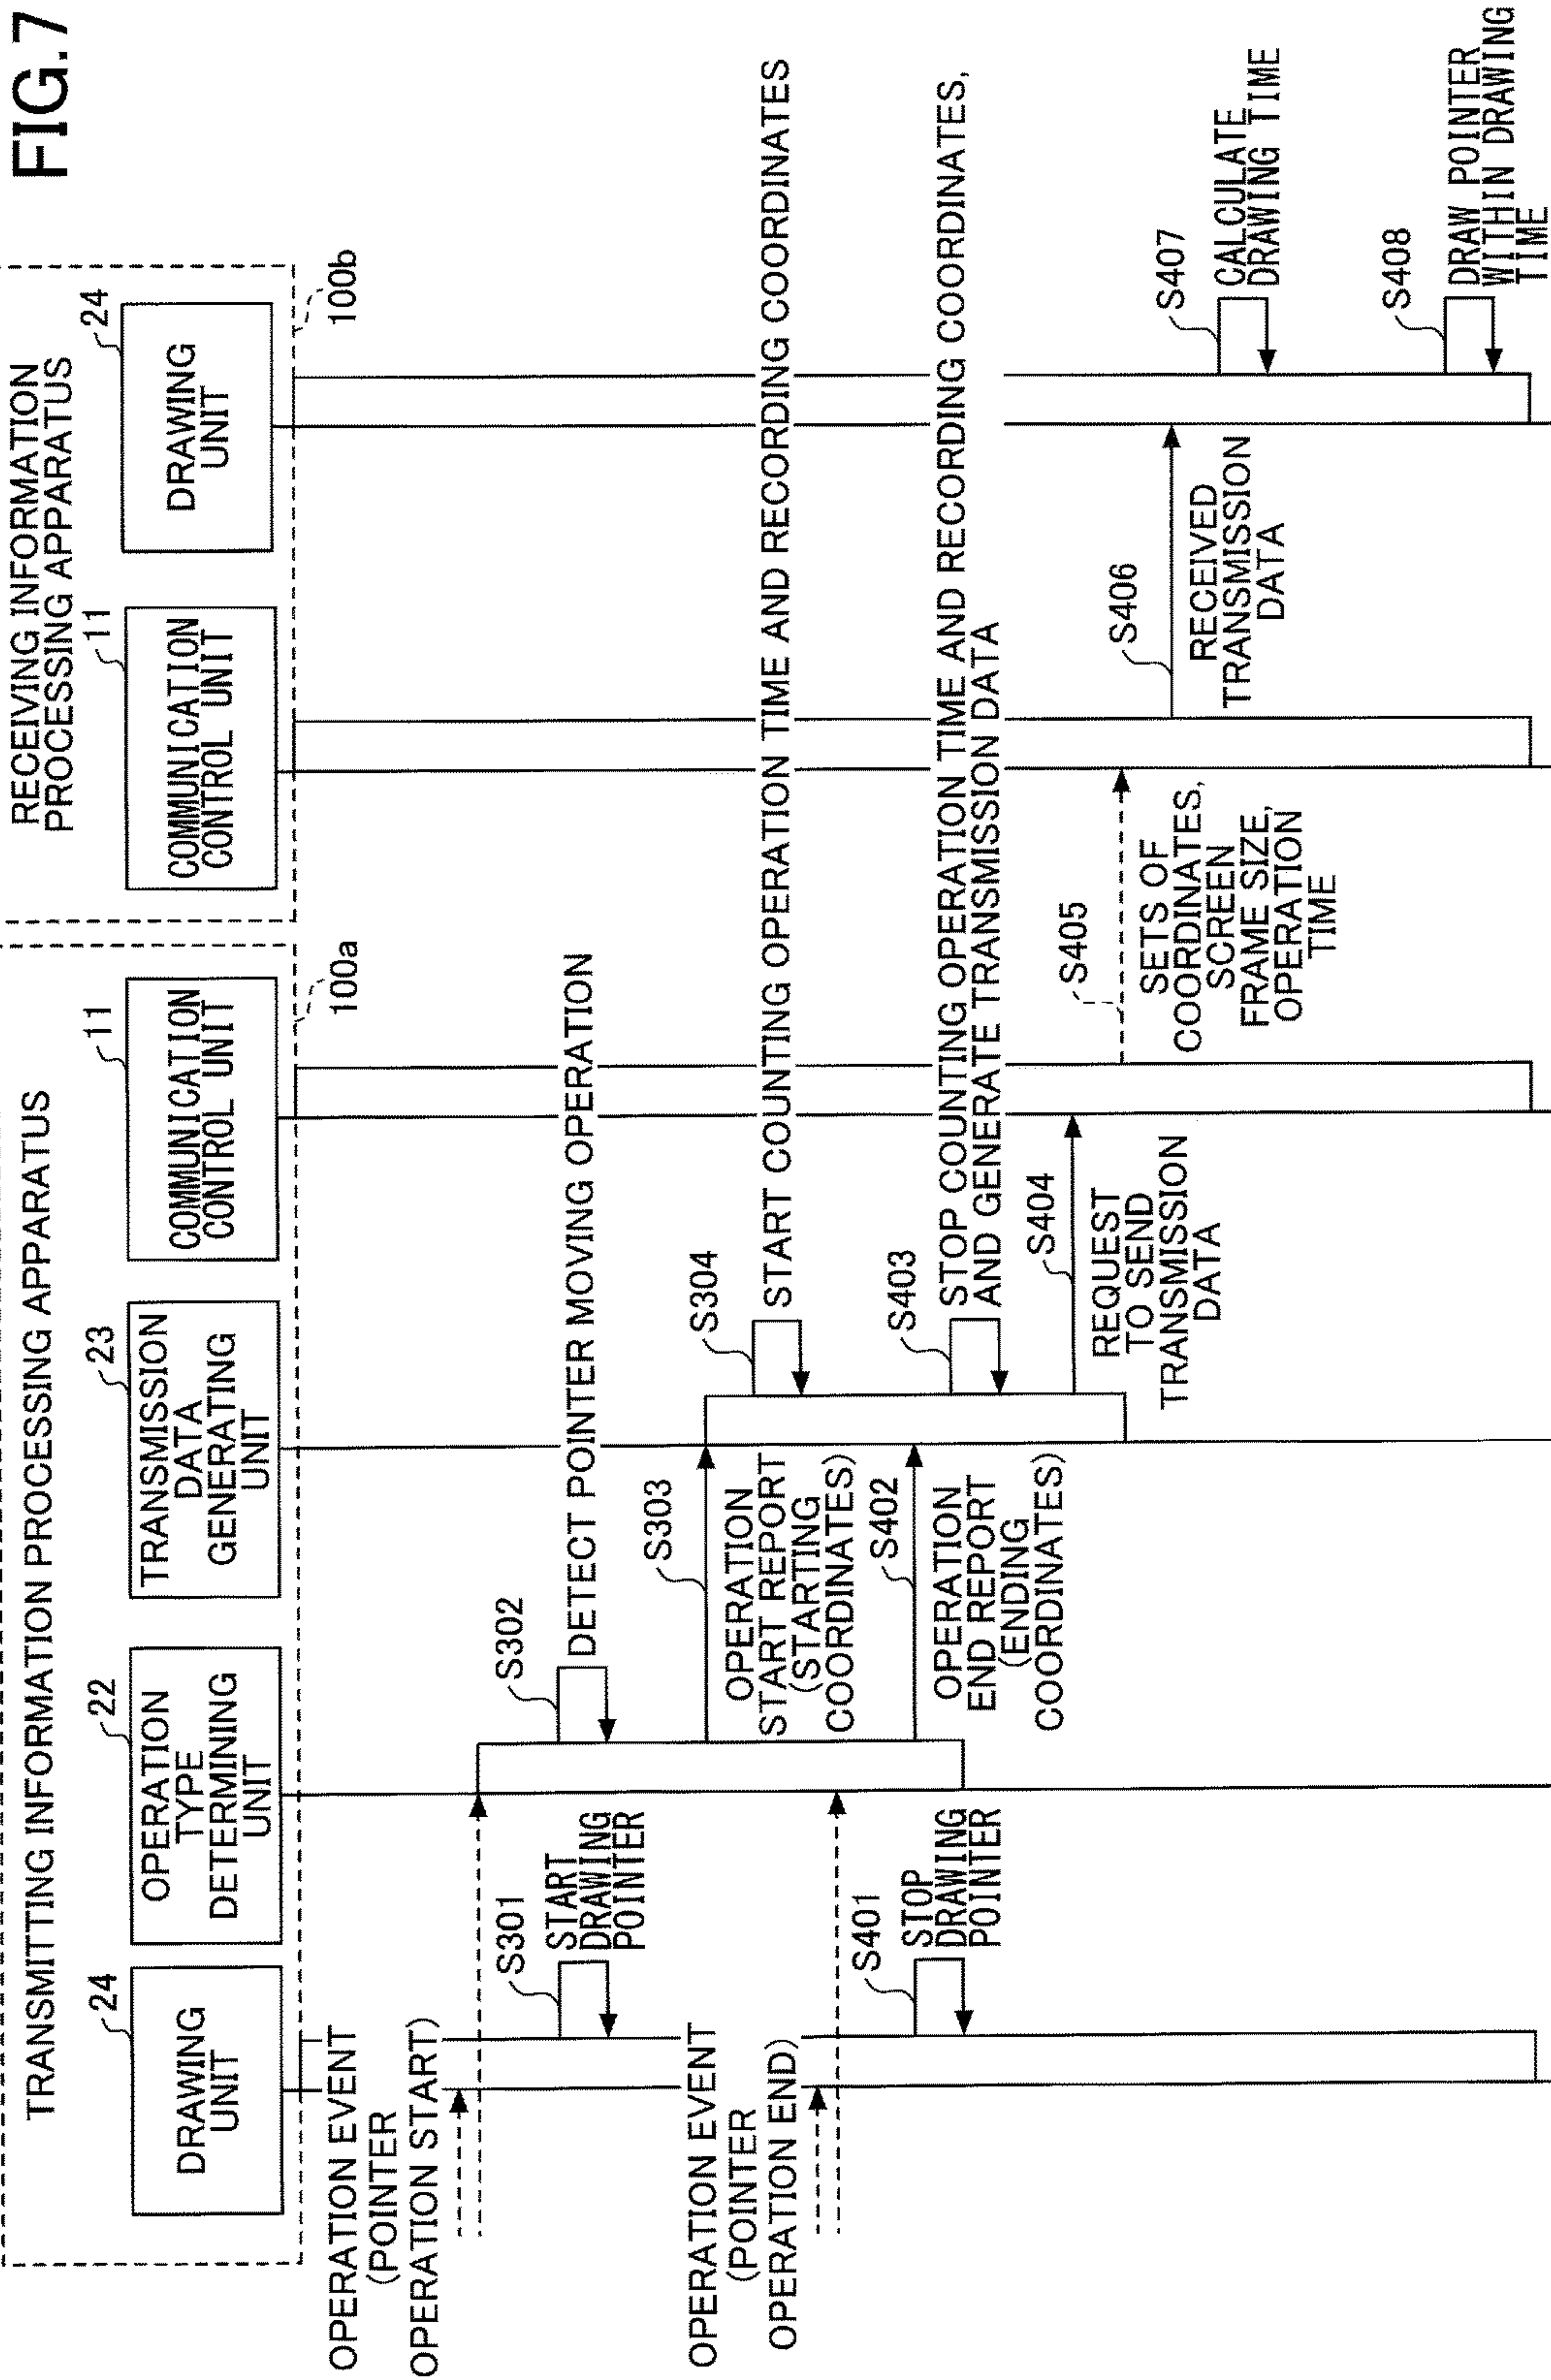 FIG.7
TRANSMITTING INFORMATION PROCESSING APPARATUS
RECEIVING INFORMATION
PROCESSING APPARATUS
24
DRAWING
UNIT
22
OPERATION
TYPE
DETERMINING
UNIT
23
TRANSMISSION
DATA
GENERATING
UNIT
11
COMMUNICATION
CONTROL UNIT
100a
11
COMMUNICATION
CONTROL UNIT
24
DRAWING
UNIT
100b
OPERATION EVENT
(POINTER
OPERATION START)
S301
START
DRAWING
POINTER
S302
DETECT POINTER MOVING OPERATION
S303
OPERATION
START REPORT
(STARTING
COORDINATES)
S304
START COUNTING OPERATION TIME AND RECORDING COORDINATES
OPERATION EVENT
(POINTER
OPERATION END)
S401
STOP
DRAWING
POINTER
S402
OPERATION
END REPORT
(ENDING
COORDINATES)
S403
STOP COUNTING OPERATION TIME AND RECORDING COORDINATES,
AND GENERATE TRANSMISSION DATA
S404
REQUEST
TO SEND
TRANSMISSION
DATA
S405
SETS OF
COORDINATES,
SCREEN
FRAME SIZE,
OPERATION
TIME
S406
RECEIVED
TRANSMISSION
DATA
S407
CALCULATE
DRAWING TIME
S408
DRAW POINTER
WITHIN DRAWING
TIME